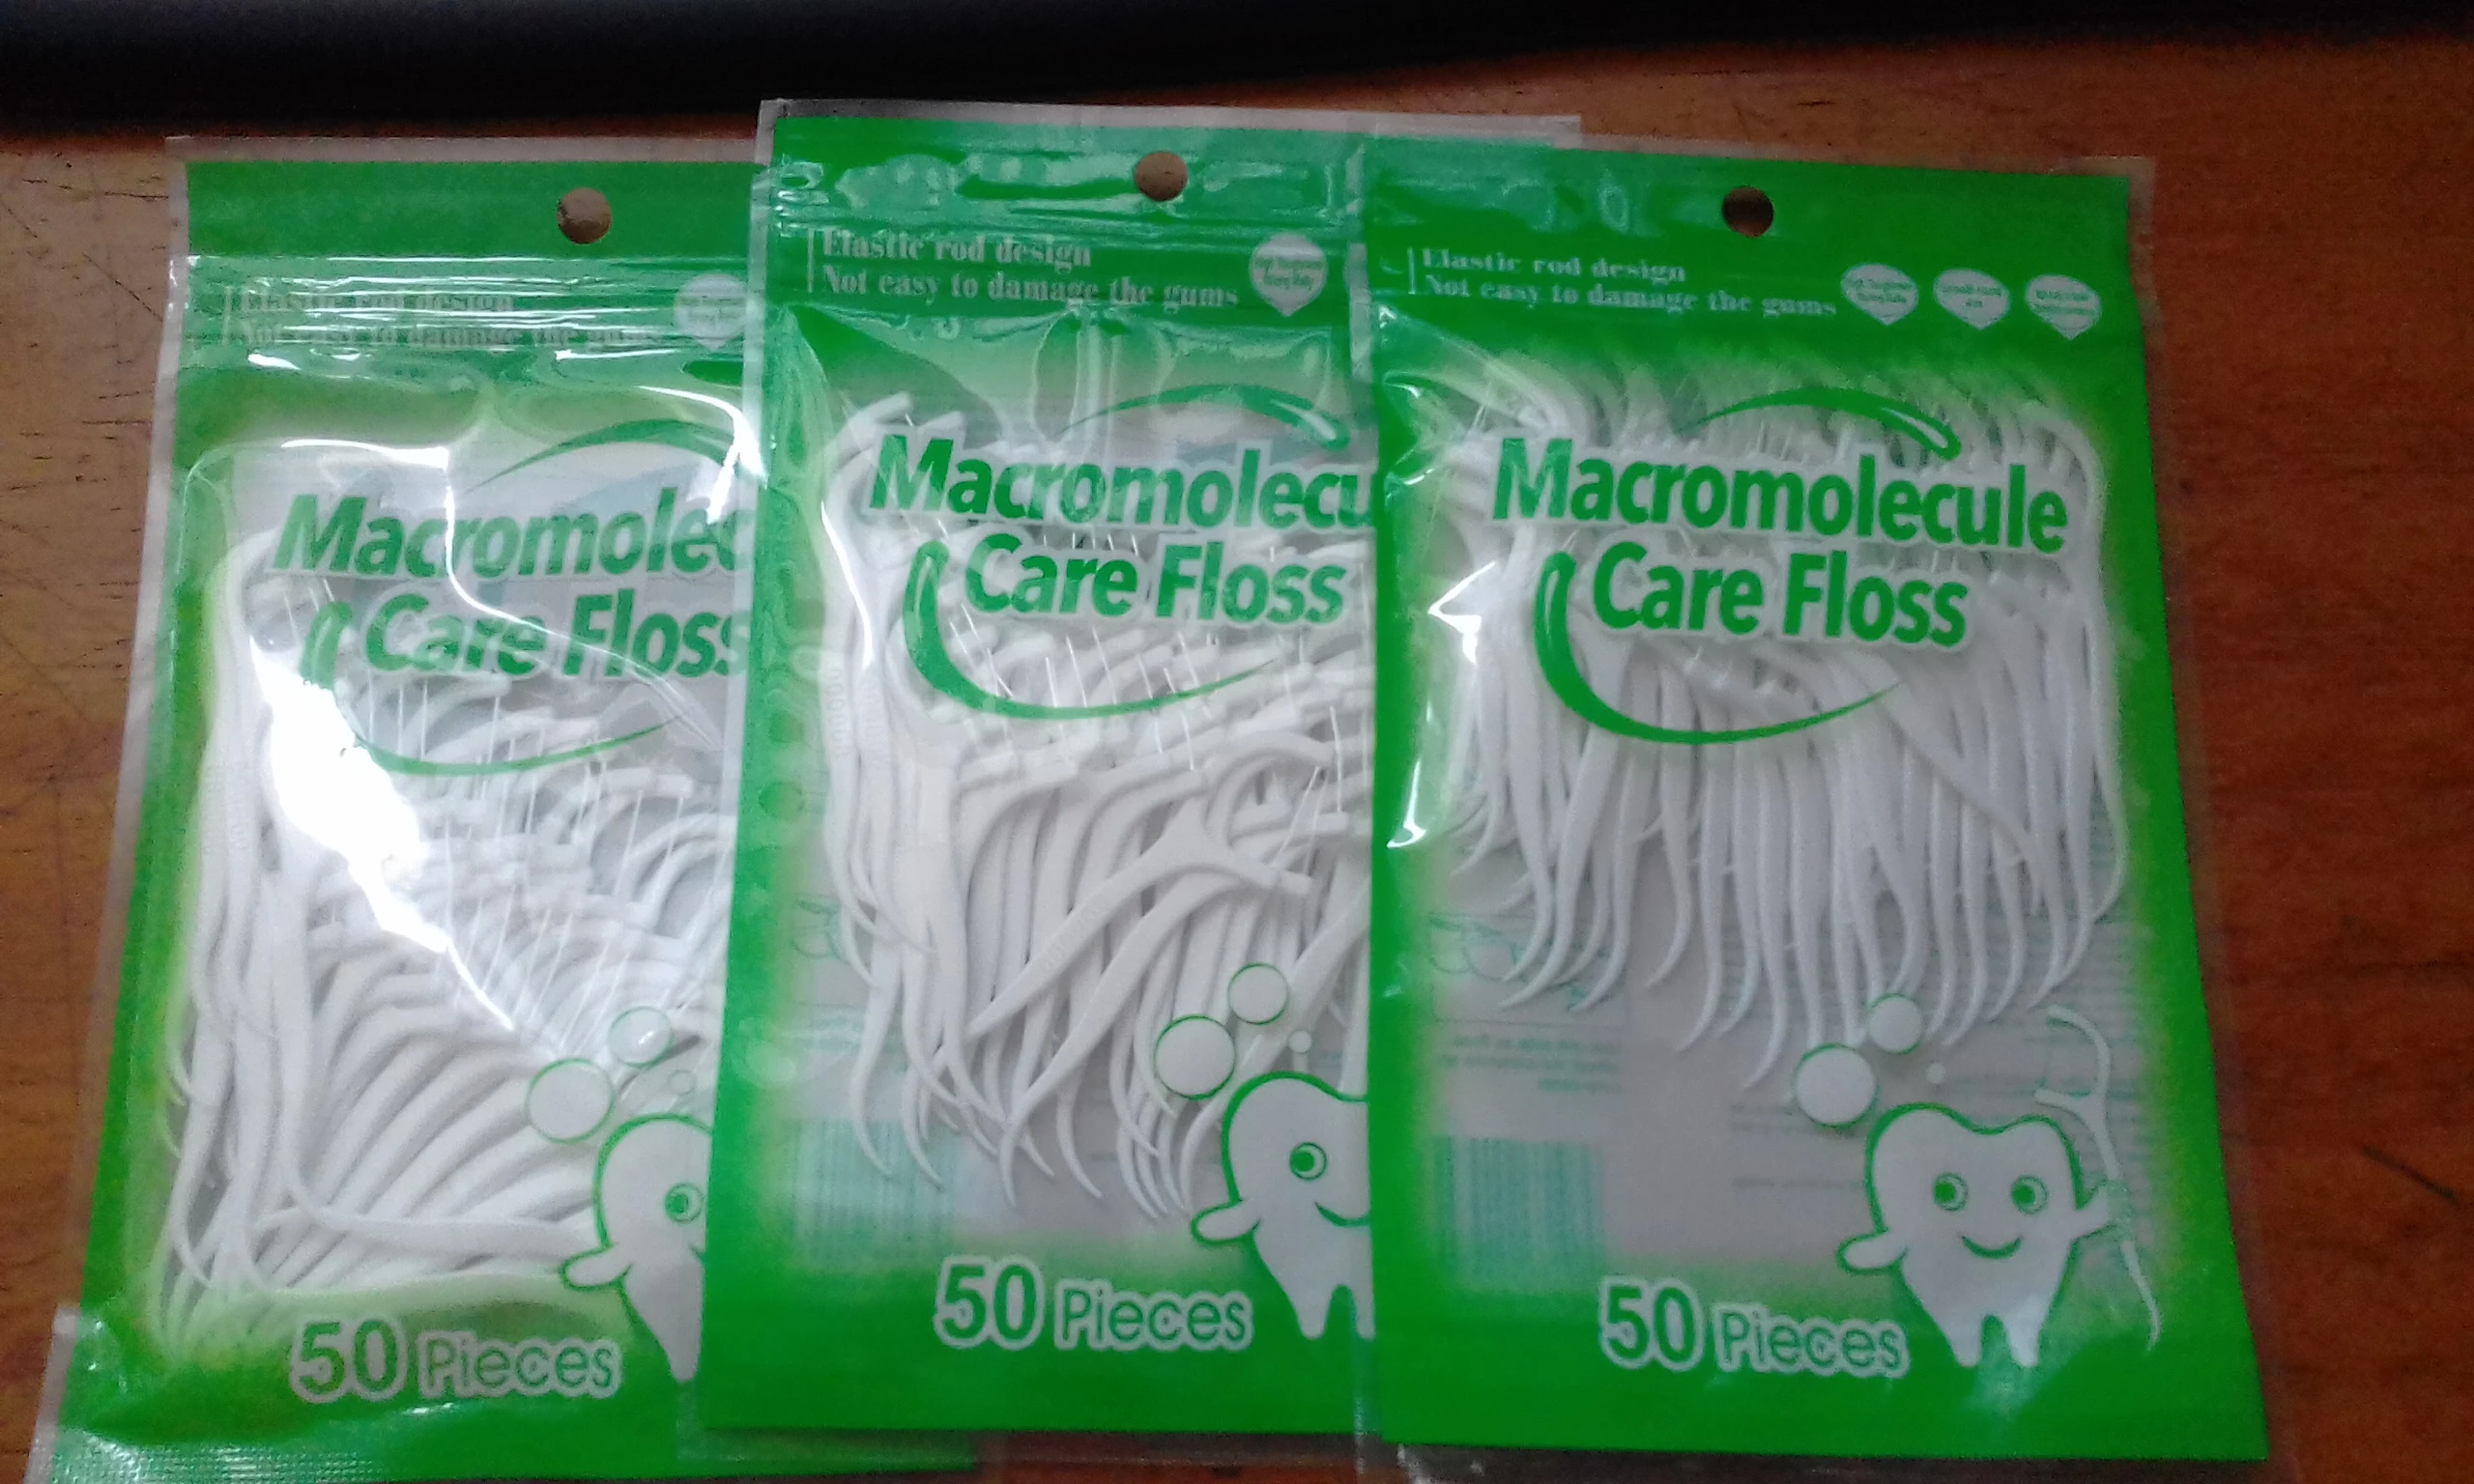 Elastic rod design
Not easy to damage the gums
Macromolec
Care Floss
50 Pieces
Elastic rod design
Not easy to damage the gums
Macromolecu
Care Floss
50 Pieces
Elastic rod design
Not easy to damage the gums
Macromolecule
Care Floss
50 Pieces